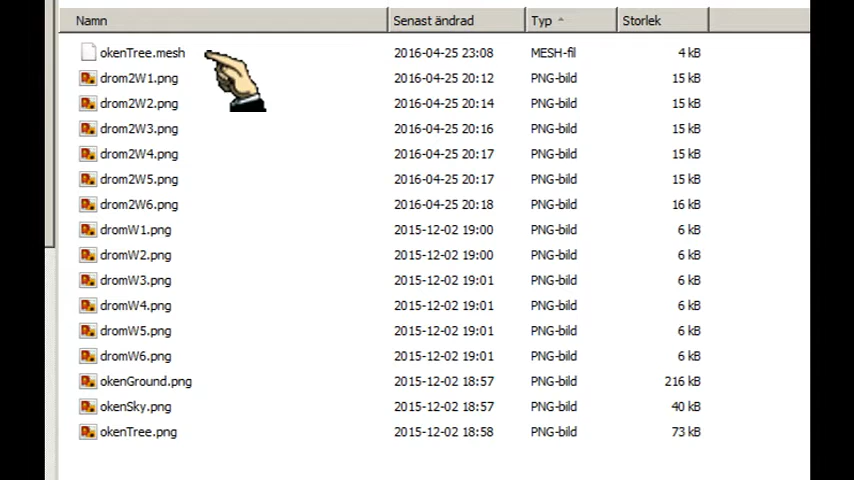 Namn Senast ändrad Typ Storlek
okenTree.mesh 2016-04-25 23:08 MESH-fil 4 kB
drom2W1.png 2016-04-25 20:12 PNG-bild 15 kB
drom2W2.png 2016-04-25 20:14 PNG-bild 15 kB
drom2W3.png 2016-04-25 20:16 PNG-bild 15 kB
drom2W4.png 2016-04-25 20:17 PNG-bild 15 kB
drom2W5.png 2016-04-25 20:17 PNG-bild 15 kB
drom2W6.png 2016-04-25 20:18 PNG-bild 16 kB
dromW1.png 2015-12-02 19:00 PNG-bild 6 kB
dromW2.png 2015-12-02 19:00 PNG-bild 6 kB
dromW3.png 2015-12-02 19:01 PNG-bild 6 kB
dromW4.png 2015-12-02 19:01 PNG-bild 6 kB
dromW5.png 2015-12-02 19:01 PNG-bild 6 kB
dromW6.png 2015-12-02 19:01 PNG-bild 6 kB
okenGround.png 2015-12-02 18:57 PNG-bild 216 kB
okenSky.png 2015-12-02 18:57 PNG-bild 40 kB
okenTree.png 2015-12-02 18:58 PNG-bild 73 kB